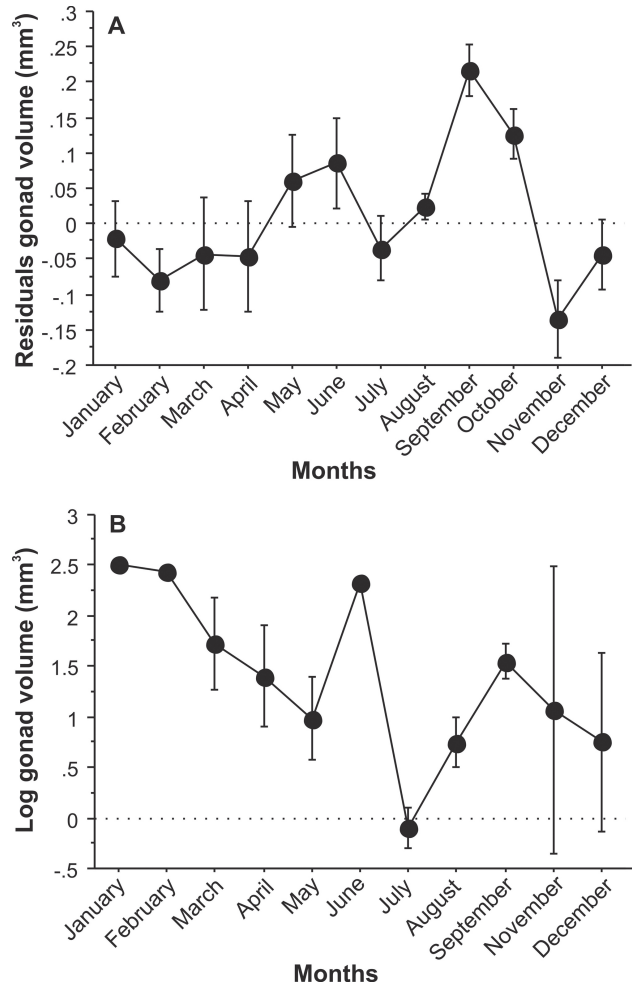 A
Residuals gonad volume (mm³)
.3
.25
.2
.15
.1
.05
0
-.05
-.1
-.15
-.2
January
February
March
April
May
June
July
August
September
October
November
December
Months
B
Log gonad volume (mm³)
3
2.5
2
1.5
1
.5
0
-.5
January
February
March
April
May
June
July
August
September
November
December
Months